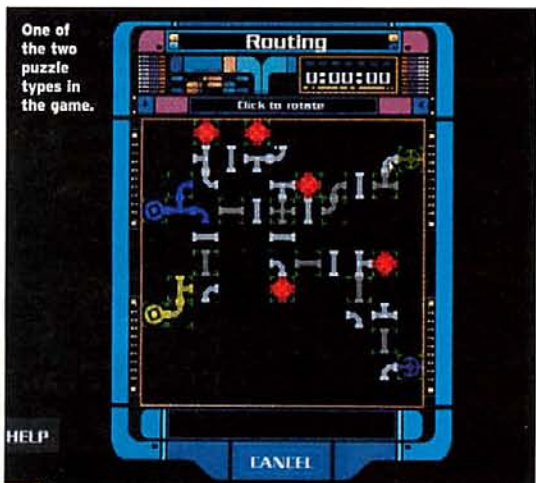 One of
the two
puzzle
types in
the game.
Routing
0:00:00
Click to rotate
HELP
CANCEL